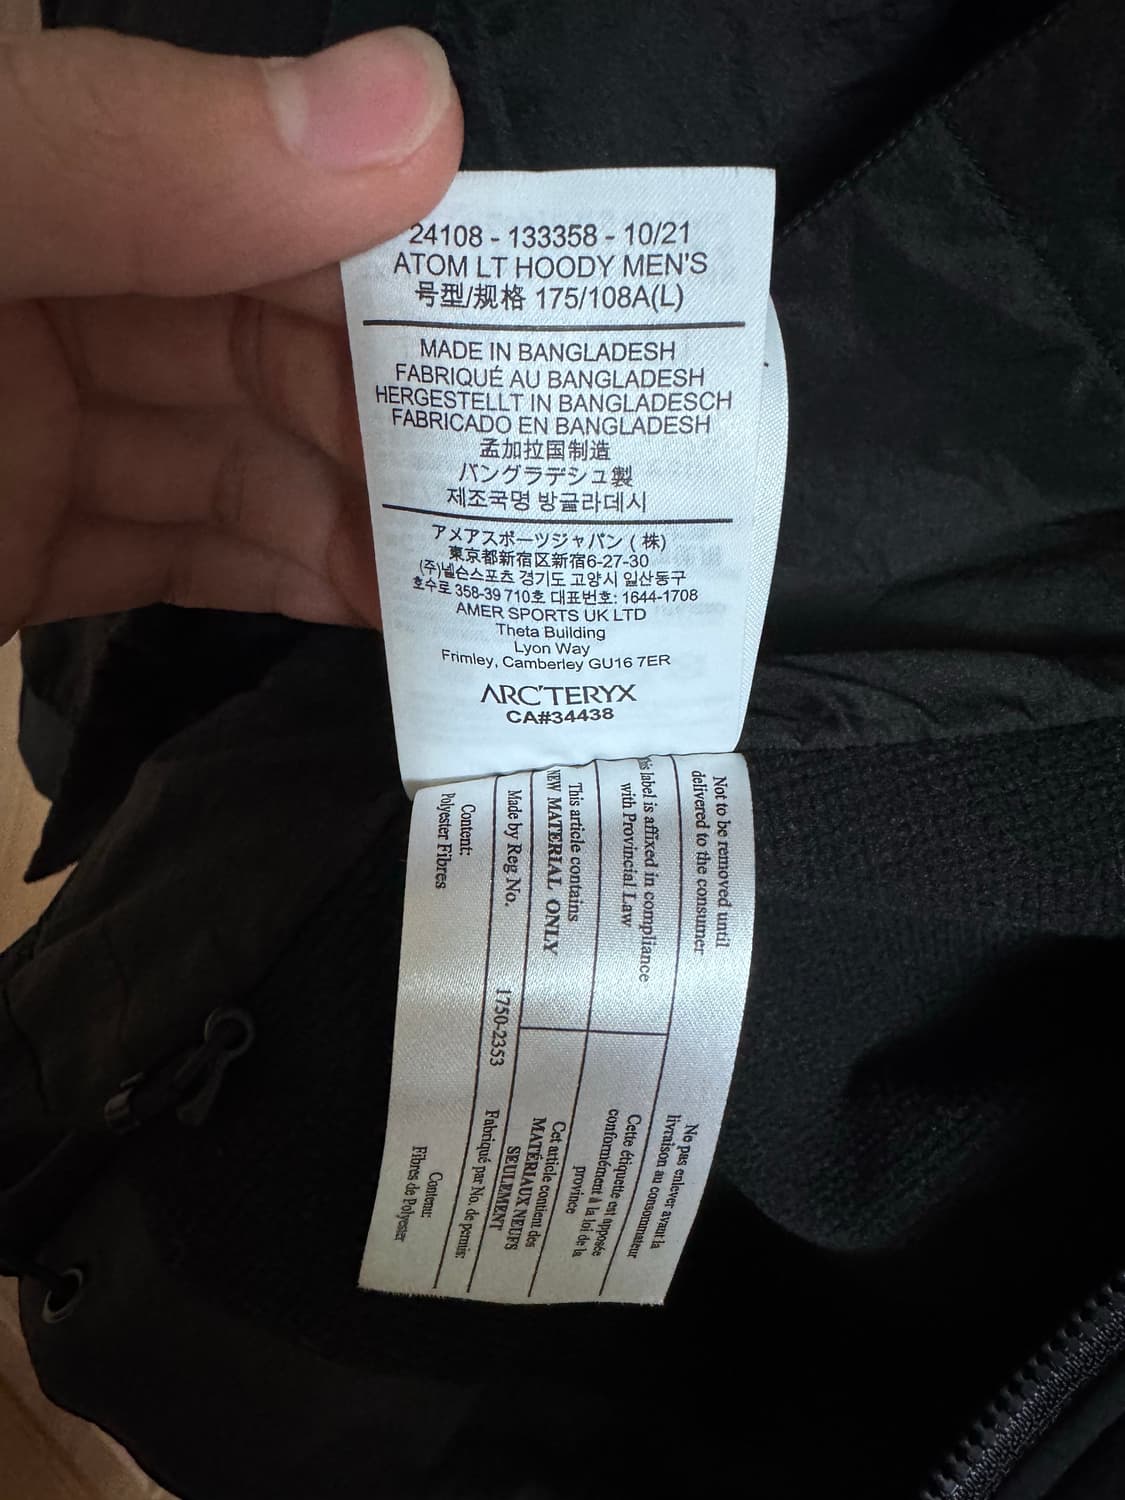 24108 - 133358 - 10/21
ATOM LT HOODY MEN'S
号型/规格 175/108A(L)
MADE IN BANGLADESH
FABRIQUÉ AU BANGLADESH
HERGESTELLT IN BANGLADESCH
FABRICADO EN BANGLADESH
孟加拉国制造
バングラデシュ製
제조국명 방글라데시
アメアスポーツジャパン (株)
東京都新宿区新宿6-27-30
(주)넬슨스포츠 경기도 고양시 일산동구
호수로 358-39 710호 대표번호: 1644-1708
AMER SPORTS UK LTD
Theta Building
Lyon Way
Frimley, Camberley GU16 7ER
ARC'TERYX
CA#34438
Not to be removed until
delivered to the consumer
Ne pas enlever avant la
livraison au consommateur
This label is affixed in compliance
with Provincial Law
Cette étiquette est apposée
conformément à la loi de la
province
This article contains
NEW MATERIAL ONLY
Cet article contient des
MATÉRIAUX NEUFS
SEULEMENT
Made by Reg No. 1750-2353 Fabriqué par No. de permis:
Content:
Polyester Fibres
Contenu:
Fibres de Polyester